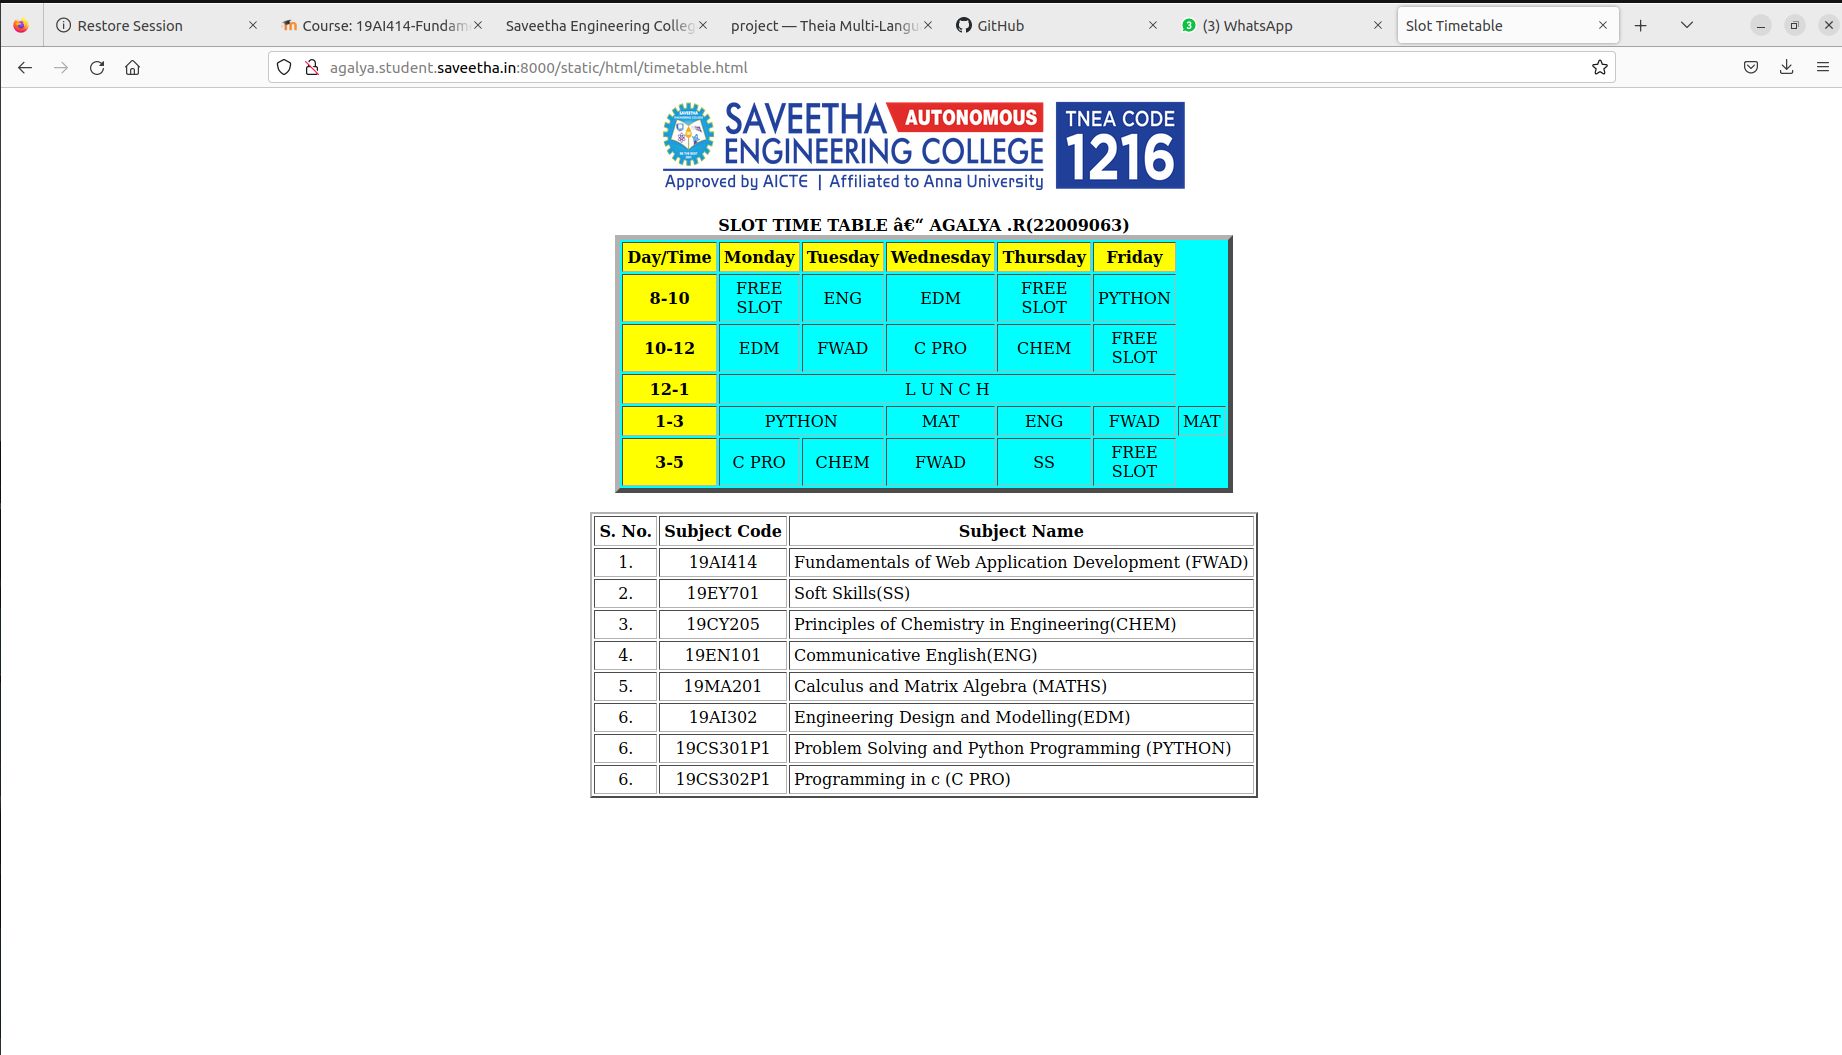 Restore Session
Course: 19AI414-Fundam
Saveetha Engineering Colleg
project — Theia Multi-Langu
GitHub
3 (3) WhatsApp
Slot Timetable
agalya.student.saveetha.in:8000/static/html/timetable.html
SAVEETHA AUTONOMOUS
ENGINEERING COLLEGE
Approved by AICTE | Affiliated to Anna University
TNEA CODE
1216
SLOT TIME TABLE â€“ AGALYA .R(22009063)
Day/Time Monday Tuesday Wednesday Thursday Friday
8-10 FREE SLOT ENG EDM FREE SLOT PYTHON
10-12 EDM FWAD C PRO CHEM FREE SLOT
12-1 L U N C H
1-3 PYTHON MAT ENG FWAD MAT
3-5 C PRO CHEM FWAD SS FREE SLOT
S. No. Subject Code Subject Name
1. 19AI414 Fundamentals of Web Application Development (FWAD)
2. 19EY701 Soft Skills(SS)
3. 19CY205 Principles of Chemistry in Engineering(CHEM)
4. 19EN101 Communicative English(ENG)
5. 19MA201 Calculus and Matrix Algebra (MATHS)
6. 19AI302 Engineering Design and Modelling(EDM)
6. 19CS301P1 Problem Solving and Python Programming (PYTHON)
6. 19CS302P1 Programming in c (C PRO)